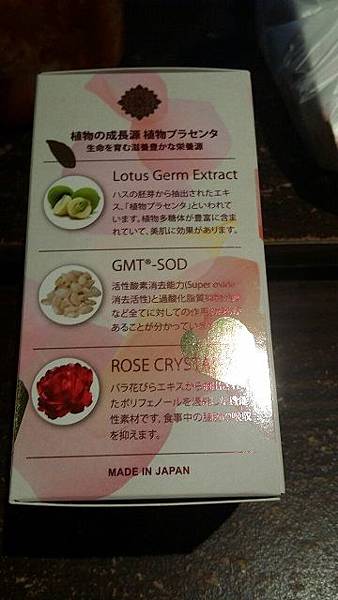 植物の成長源 植物プラセンタ
生命を育む滋養豊かな栄養源
Lotus Germ Extract
ハスの胚芽から抽出されたエキ
ス。「植物プラセンタ」といわれて
います。植物多糖体が豊富に含ま
れていて、美肌に効果があります。
GMT®-SOD
活性酸素消去能力(Super oxide
消去活性)と過酸化脂質抑制
など全てに対しての作用
あることが分かってい
ROSE CRYSTA
バラ花びらエキスから抽出
たポリフェノールを濃
性素材です。食事中の 吸収
を抑えます。
MADE IN JAPAN